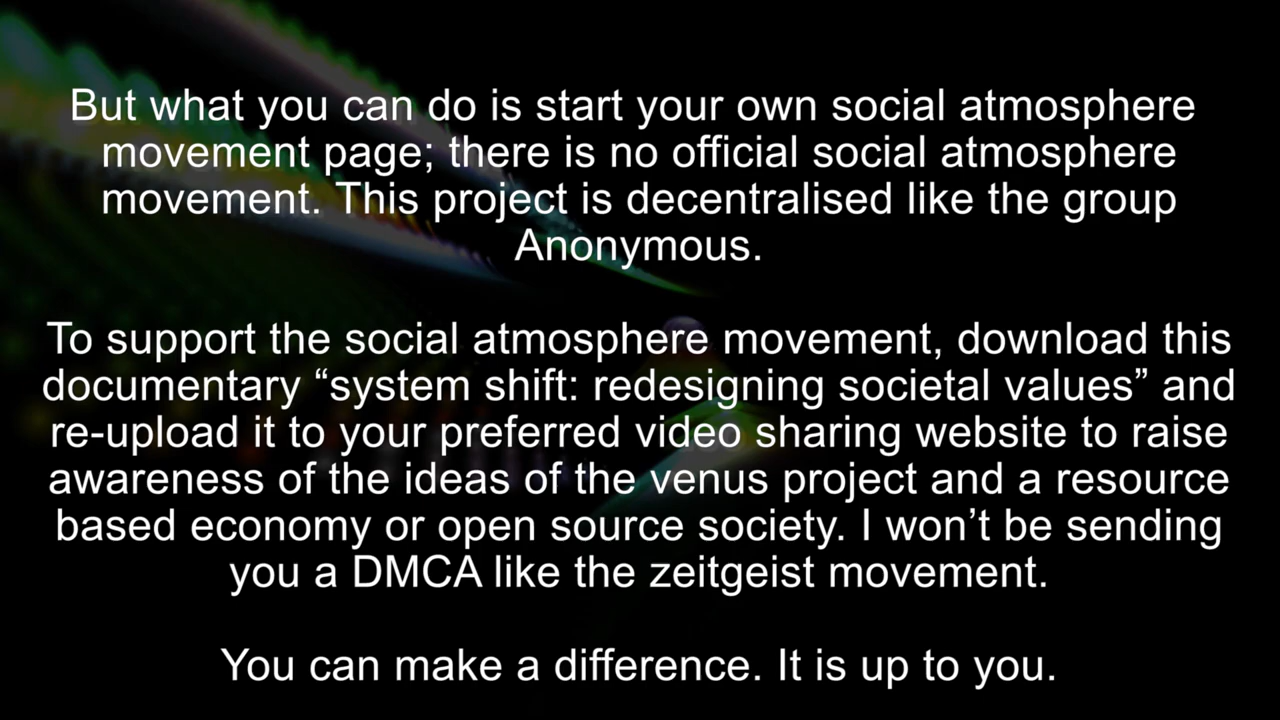 But what you can do is start your own social atmosphere
movement page; there is no official social atmosphere
movement. This project is decentralised like the group
Anonymous.
To support the social atmosphere movement, download this
documentary “system shift: redesigning societal values” and
re-upload it to your preferred video sharing website to raise
awareness of the ideas of the venus project and a resource
based economy or open source society. I won’t be sending
you a DMCA like the zeitgeist movement.
You can make a difference. It is up to you.